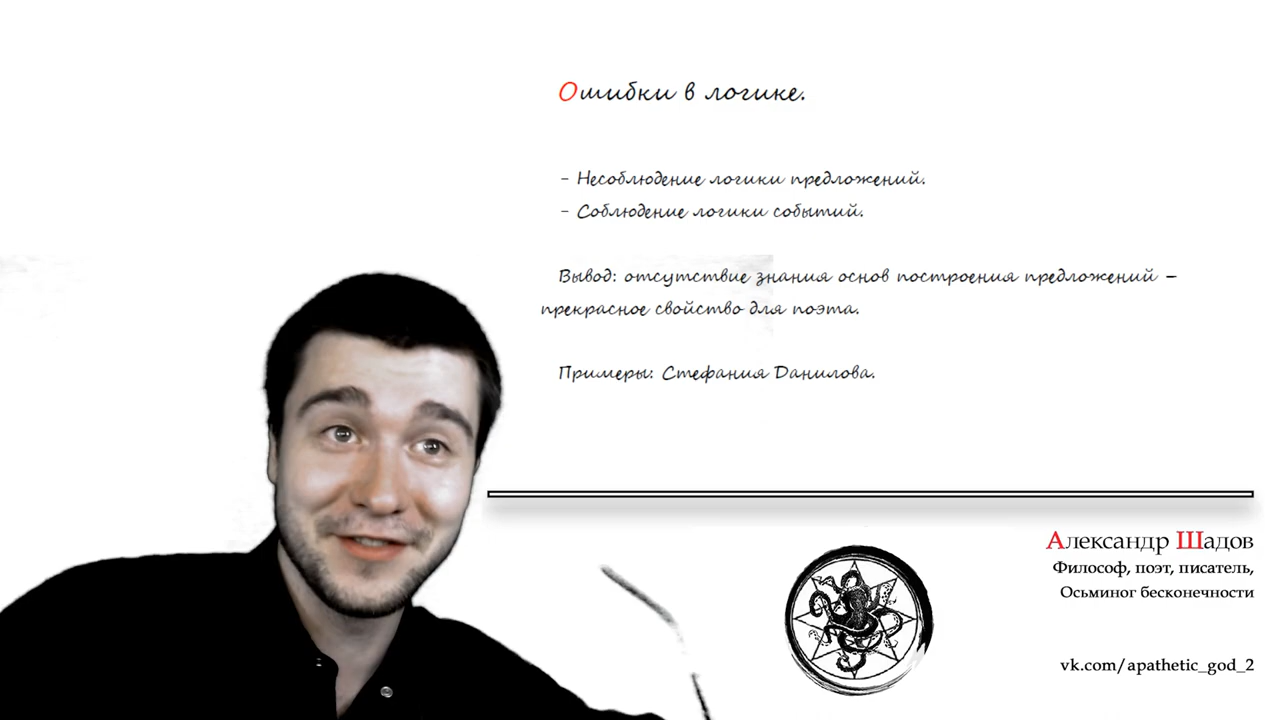 Ошибки в логике.
- Несоблюдение логики предложений.
- Соблюдение логики событий.
Вывод: отсутствие знания основ построения предложений –
прекрасное свойство для поэта.
Примеры: Стефания Данилова.
Александр Шадов
Философ, поэт, писатель,
Осьминог бесконечности
vk.com/apathetic_god_2